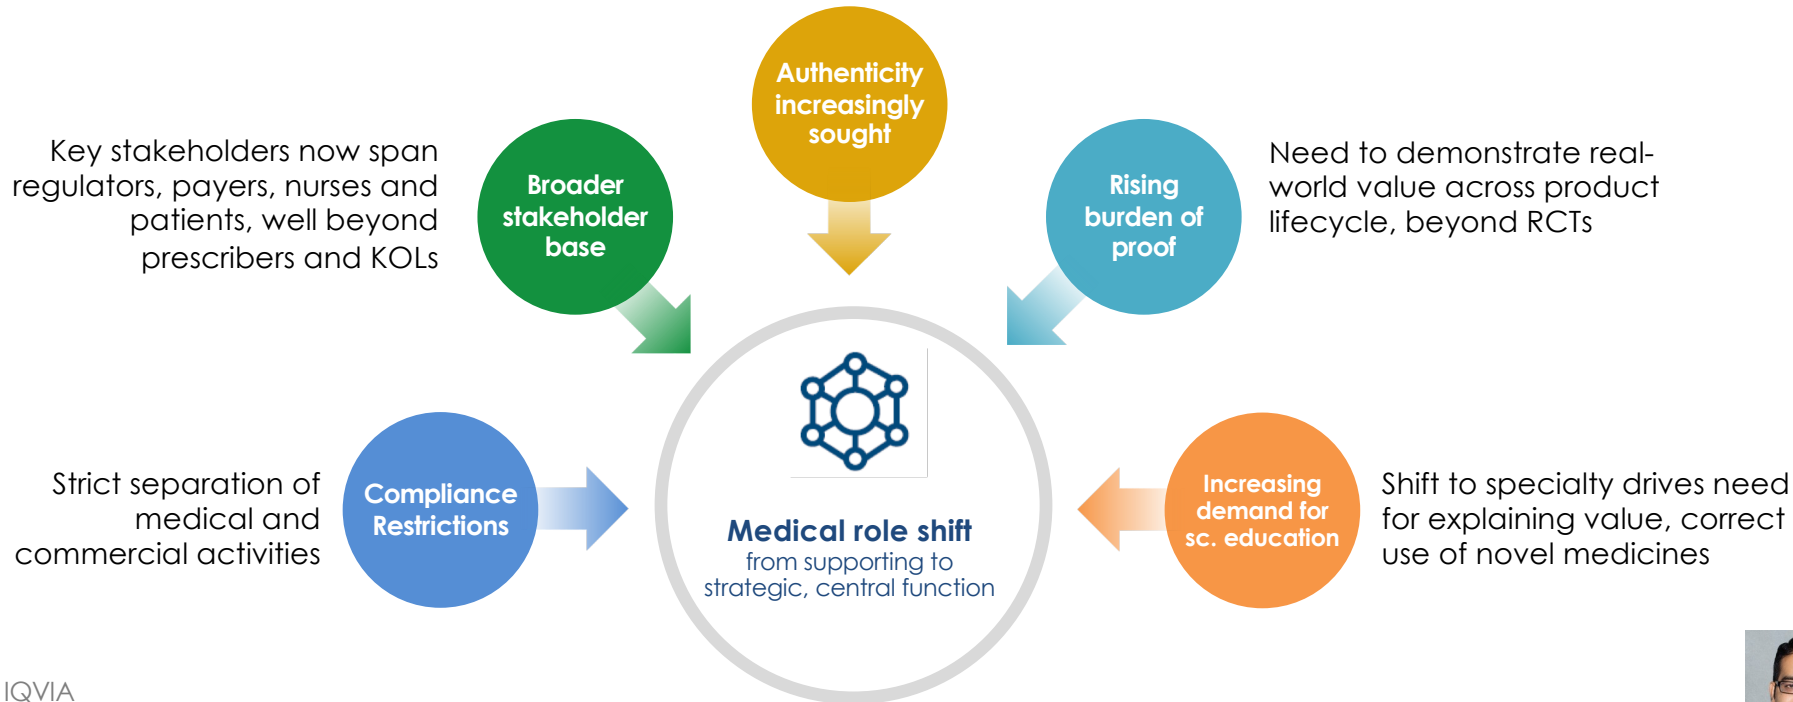 Authenticity
increasingly
sought
Key stakeholders now span
regulators, payers, nurses and
patients, well beyond
prescribers and KOLs
Broader
stakeholder
base
Rising
burden of
proof
Need to demonstrate real-
world value across product
lifecycle, beyond RCTs
Strict separation of
medical and
commercial activities
Compliance
Restrictions
Medical role shift
from supporting to
strategic, central function
Increasing
demand for
sc. education
Shift to specialty drives need
for explaining value, correct
use of novel medicines
IQVIA